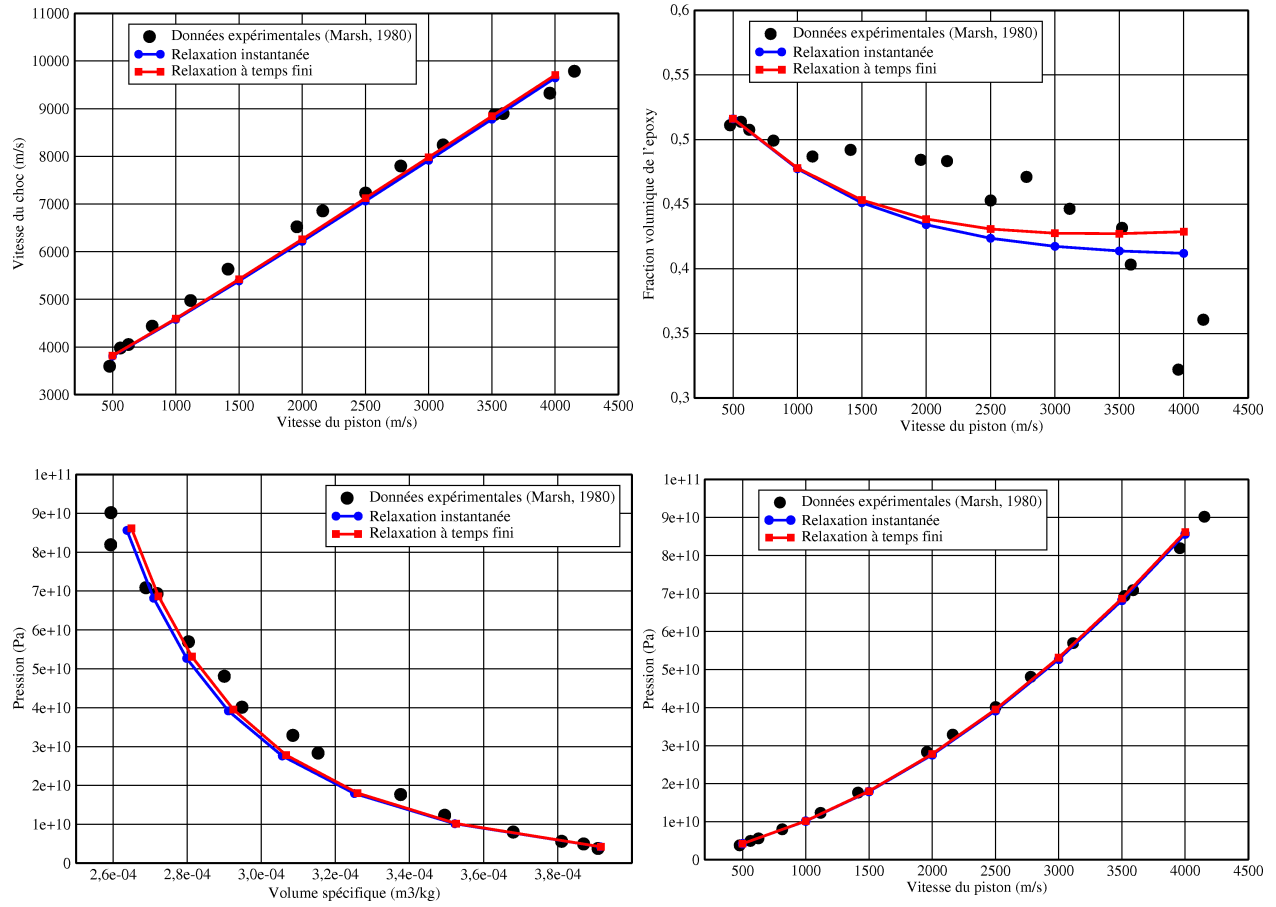 11000
10000
9000
8000
7000
6000
5000
4000
3000
500 1000 1500 2000 2500 3000 3500 4000 4500
Vitesse du choc (m/s)
Vitesse du piston (m/s)
Données expérimentales (Marsh, 1980)
Relaxation instantanée
Relaxation à temps fini
0,6
0,55
0,5
0,45
0,4
0,35
0,3
500 1000 1500 2000 2500 3000 3500 4000 4500
Fraction volumique de l'epoxy
Vitesse du piston (m/s)
Données expérimentales (Marsh, 1980)
Relaxation instantanée
Relaxation à temps fini
1e+11
9e+10
8e+10
7e+10
6e+10
5e+10
4e+10
3e+10
2e+10
1e+10
0
2,6e-04 2,8e-04 3,0e-04 3,2e-04 3,4e-04 3,6e-04 3,8e-04
Pression (Pa)
Volume spécifique (m3/kg)
Données expérimentales (Marsh, 1980)
Relaxation instantanée
Relaxation à temps fini
1e+11
9e+10
8e+10
7e+10
6e+10
5e+10
4e+10
3e+10
2e+10
1e+10
0
500 1000 1500 2000 2500 3000 3500 4000 4500
Pression (Pa)
Vitesse du piston (m/s)
Données expérimentales (Marsh, 1980)
Relaxation instantanée
Relaxation à temps fini